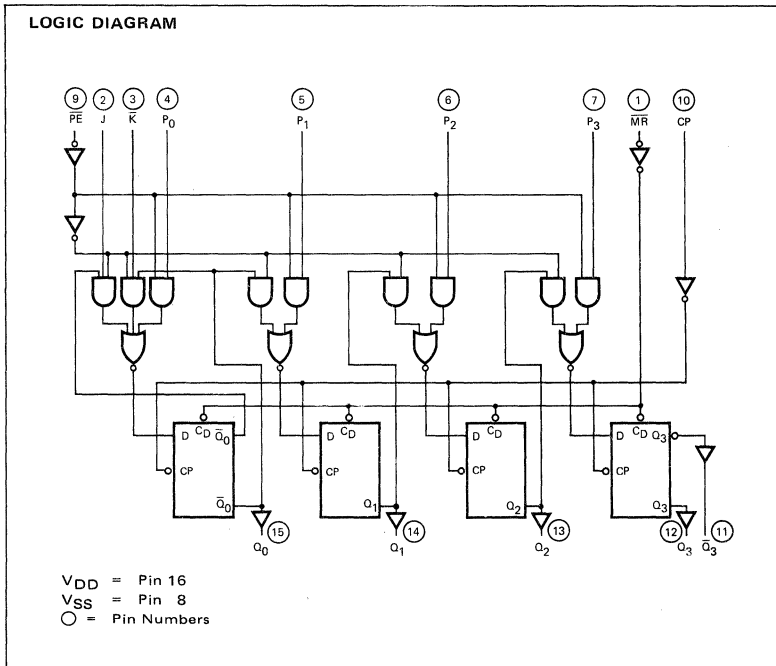 LOGIC DIAGRAM
9 2 3 4 5 6 7 1 10
P̅E̅ J K̅ P0 P1 P2 P3 M̅R̅ CP
D CD Q̅0 D CD D CD D CD Q3
CP CP CP CP
Q̅0 Q1 Q2 Q3
15 14 13 12 11
Q0 Q1 Q2 Q3 Q̅3
VDD = Pin 16
VSS = Pin 8
= Pin Numbers